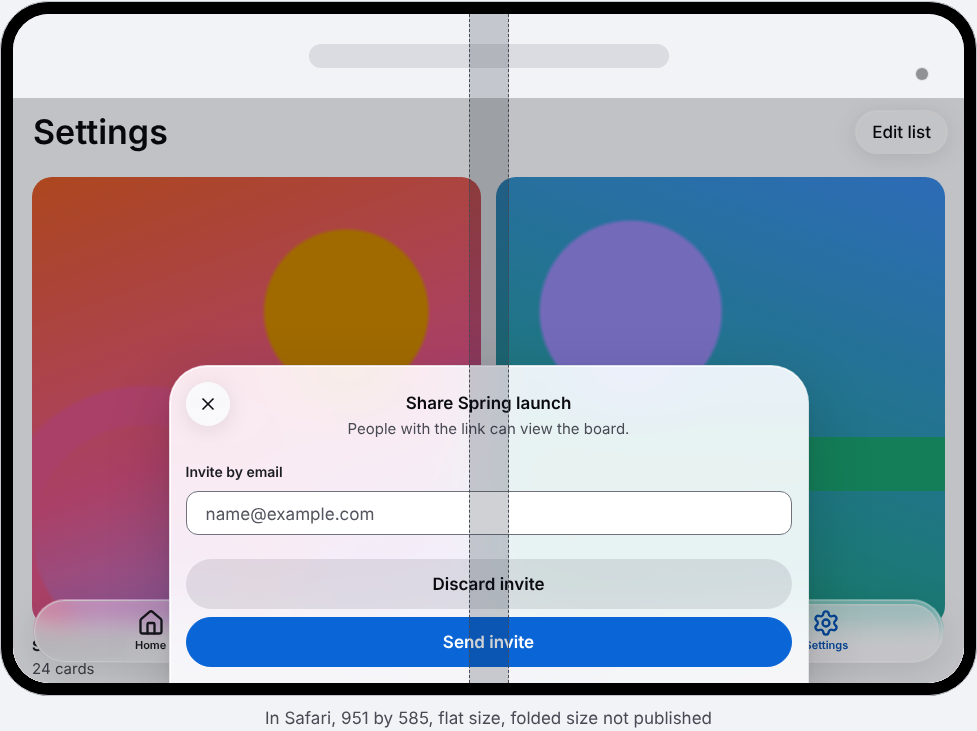 Settings
Edit list
Share Spring launch
People with the link can view the board.
Invite by email
name@example.com
Discard invite
Send invite
Home
Settings
24 cards
In Safari, 951 by 585, flat size, folded size not published